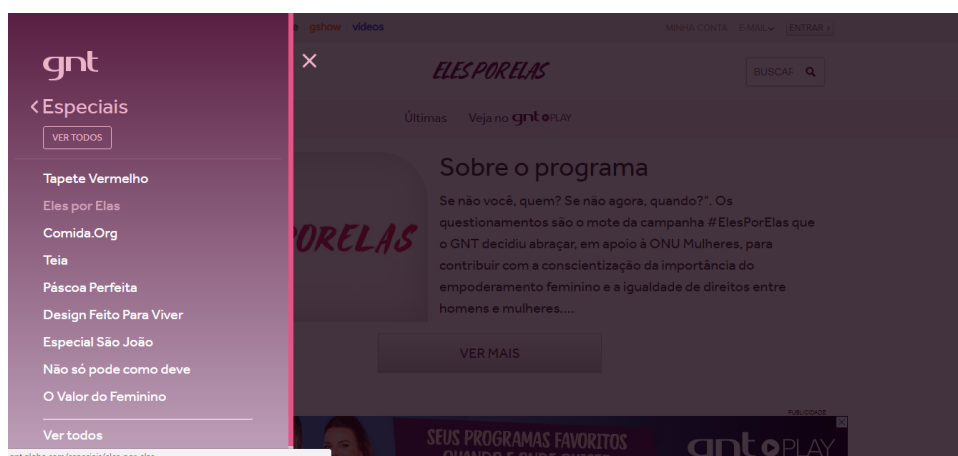 gshow vídeos
MINHA CONTA E-MAIL ENTRAR
gnt
ELESPORELAS
BUSCAR
Especiais
VER TODOS
Últimas Veja no gnt PLAY
Tapete Vermelho
Eles por Elas
Comida.Org
Teia
Páscoa Perfeita
Design Feito Para Viver
Especial São João
Não só pode como deve
O Valor do Feminino
Ver todos
ORELAS
Sobre o programa
Se não você, quem? Se não agora, quando?”. Os
questionamentos são o mote da campanha #ElesPorElas que
o GNT decidiu abraçar, em apoio à ONU Mulheres, para
contribuir com a conscientização da importância do
empoderamento feminino e a igualdade de direitos entre
homens e mulheres....
VER MAIS
PUBLICIDADE
SEUS PROGRAMAS FAVORITOS
gnt PLAY